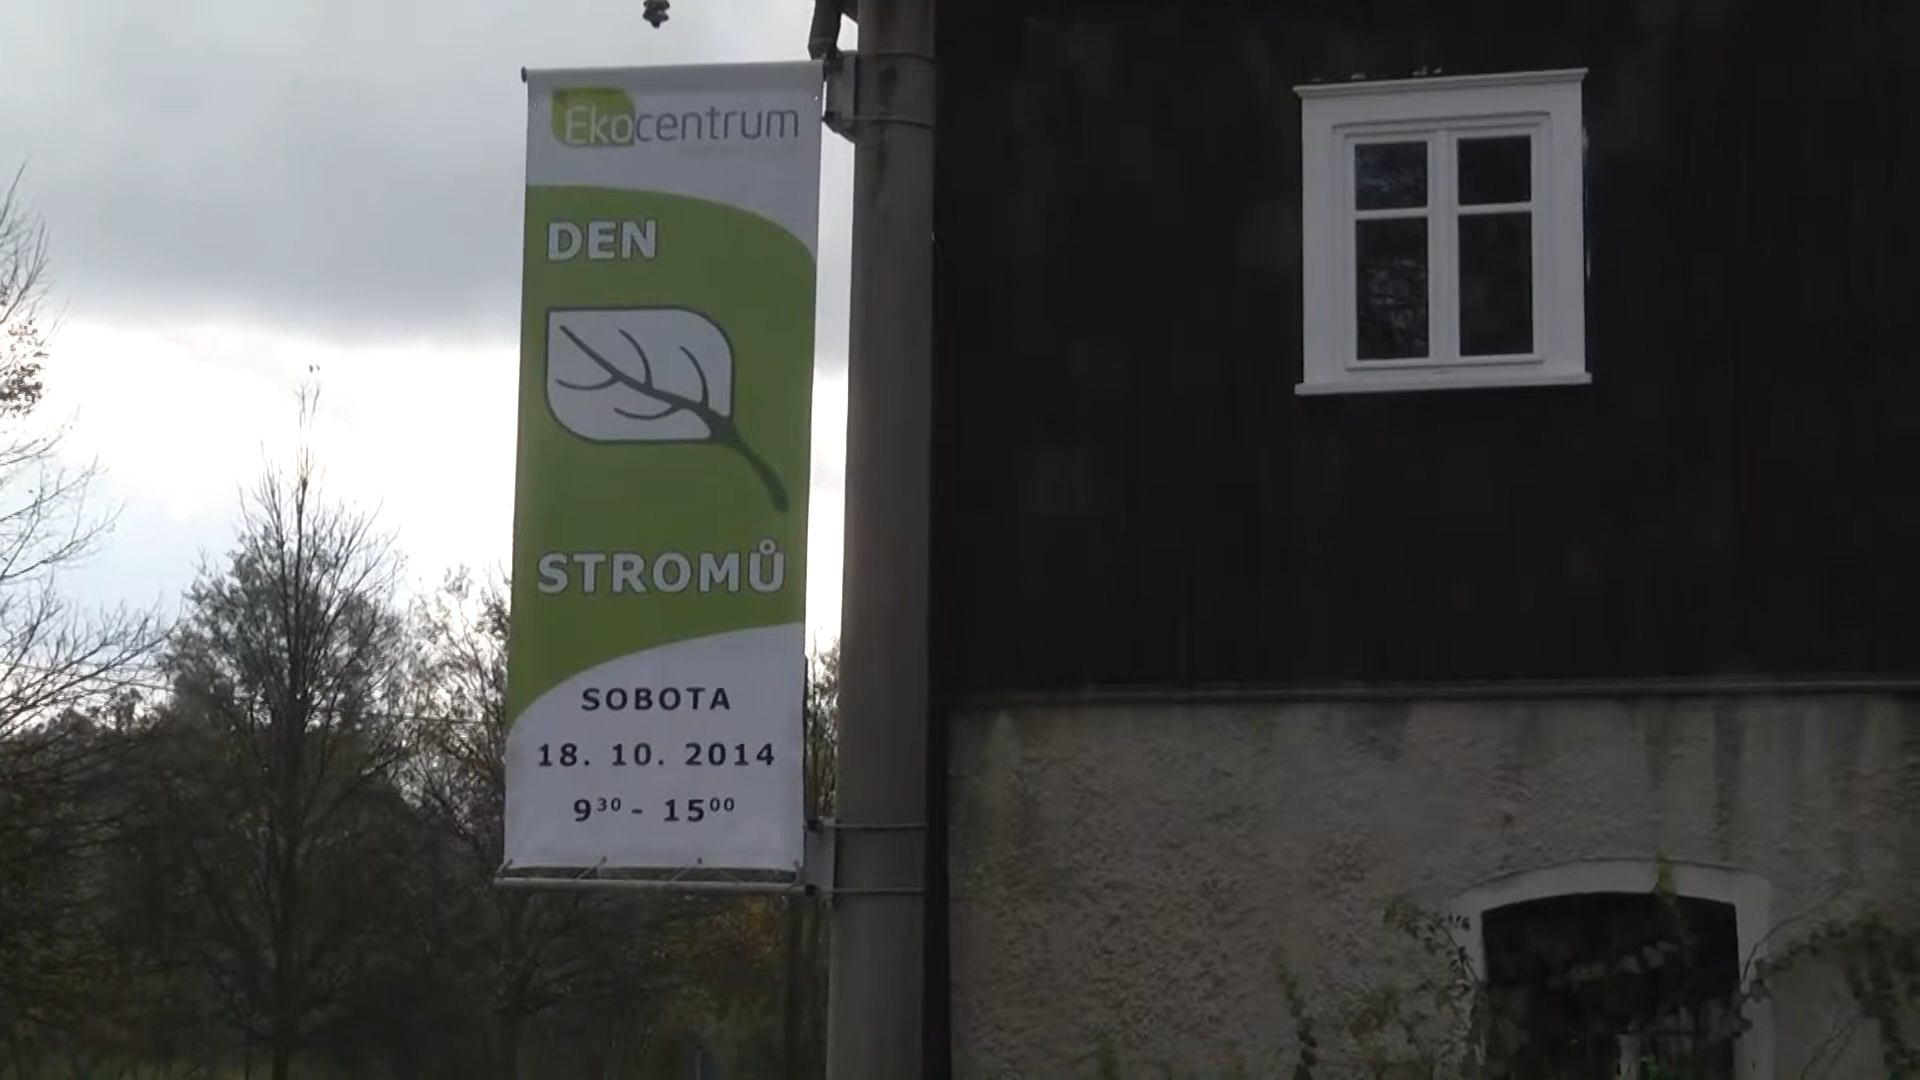 Ekocentrum
DEN
STROMŮ
SOBOTA
18. 10. 2014
9³⁰ - 15⁰⁰